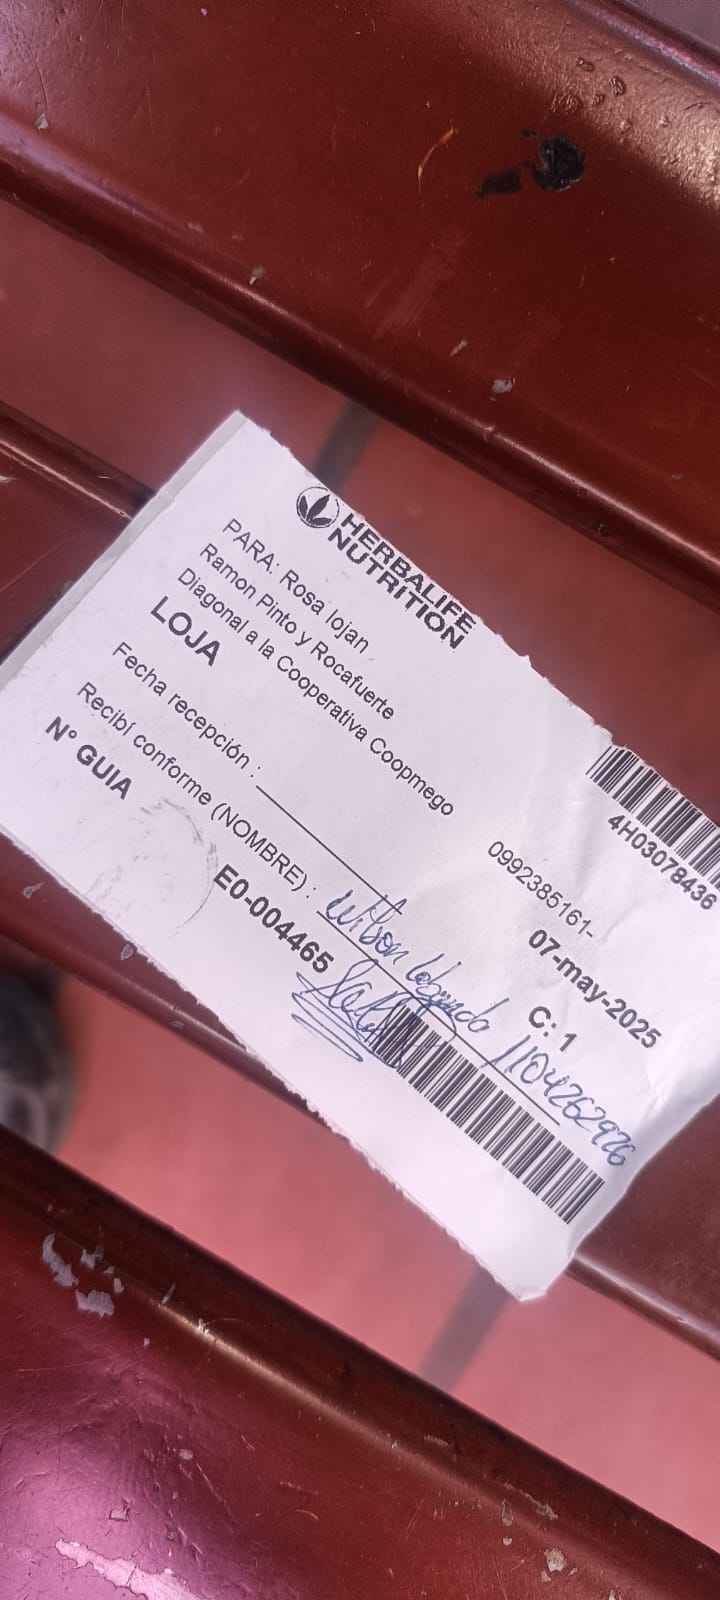 HERBALIFE
NUTRITION
PARA: Rosa lojan
Ramon Pinto y Rocafuerte
Diagonal a la Cooperativa Coopmego
LOJA
0992385161-
4H03078436
07-may-2025
Fecha recepción :
C: 1
Recibí conforme (NOMBRE) : Wilson 1104262926
N° GUIA E0-004465